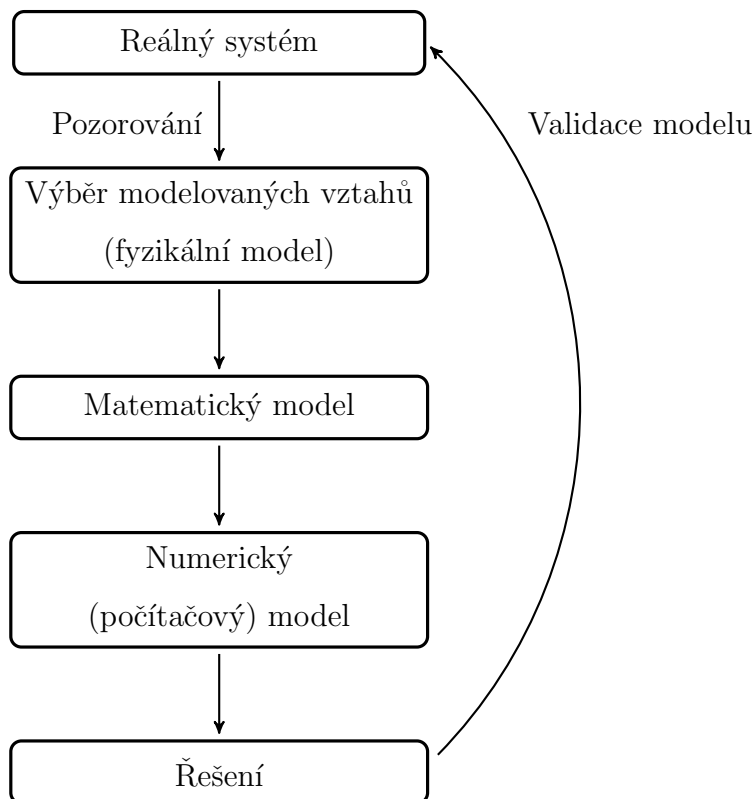 Reálný systém
Pozorování
Validace modelu
Výběr modelovaných vztahů
(fyzikální model)
Matematický model
Numerický
(počítačový) model
Řešení